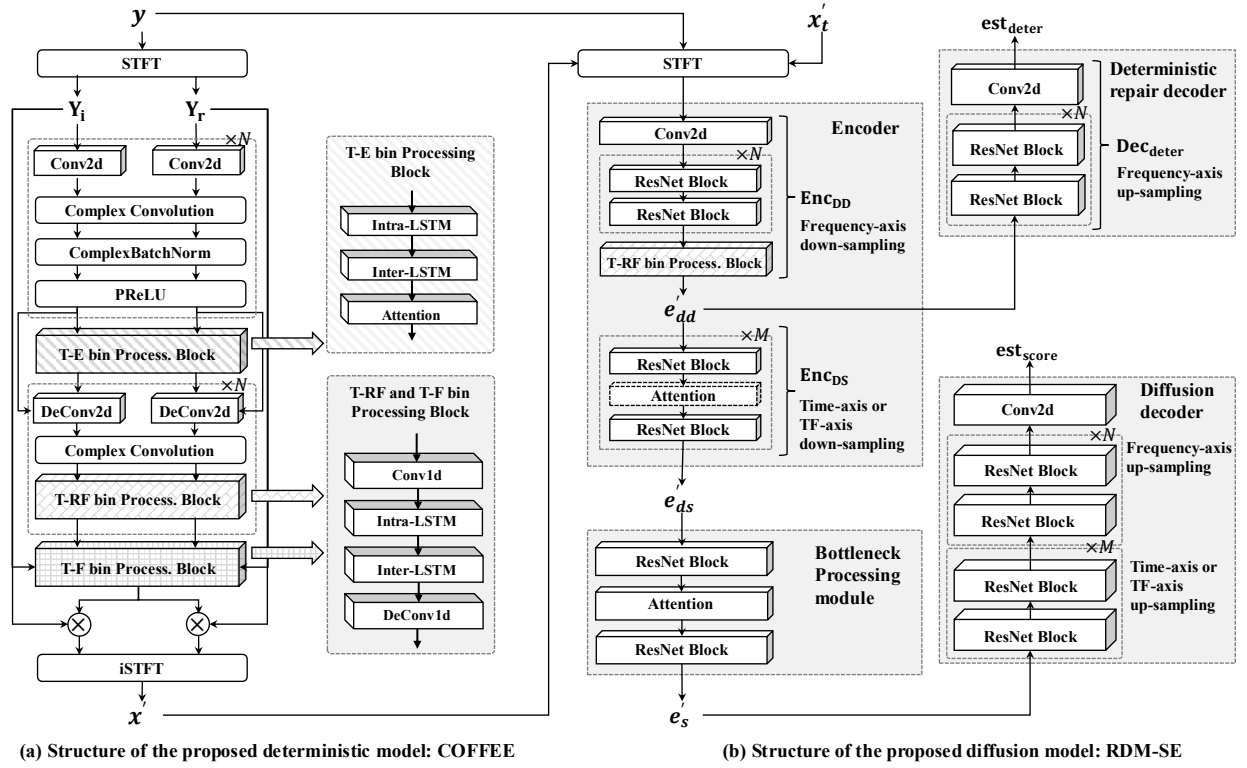 y
STFT
Y_i
Y_r
×N
Conv2d
Conv2d
Complex Convolution
ComplexBatchNorm
PReLU
T-E bin Process. Block
×N
DeConv2d
DeConv2d
Complex Convolution
T-RF bin Process. Block
T-F bin Process. Block
iSTFT
x'
T-E bin Processing
Block
Intra-LSTM
Inter-LSTM
Attention
T-RF and T-F bin
Processing Block
Conv1d
Intra-LSTM
Inter-LSTM
DeConv1d
(a) Structure of the proposed deterministic model: COFFEE
x'_t
STFT
Encoder
Conv2d
×N
ResNet Block
ResNet Block
T-RF bin Process. Block
Enc_DD
Frequency-axis
down-sampling
e'_dd
×M
ResNet Block
Attention
ResNet Block
Enc_DS
Time-axis or
TF-axis
down-sampling
e'_ds
Bottleneck
Processing
module
ResNet Block
Attention
ResNet Block
e'_s
est_deter
Deterministic
repair decoder
Conv2d
×N
ResNet Block
ResNet Block
Dec_deter
Frequency-axis
up-sampling
est_score
Diffusion
decoder
Conv2d
×N
ResNet Block
ResNet Block
Frequency-axis
up-sampling
×M
ResNet Block
ResNet Block
Time-axis or
TF-axis
up-sampling
(b) Structure of the proposed diffusion model: RDM-SE